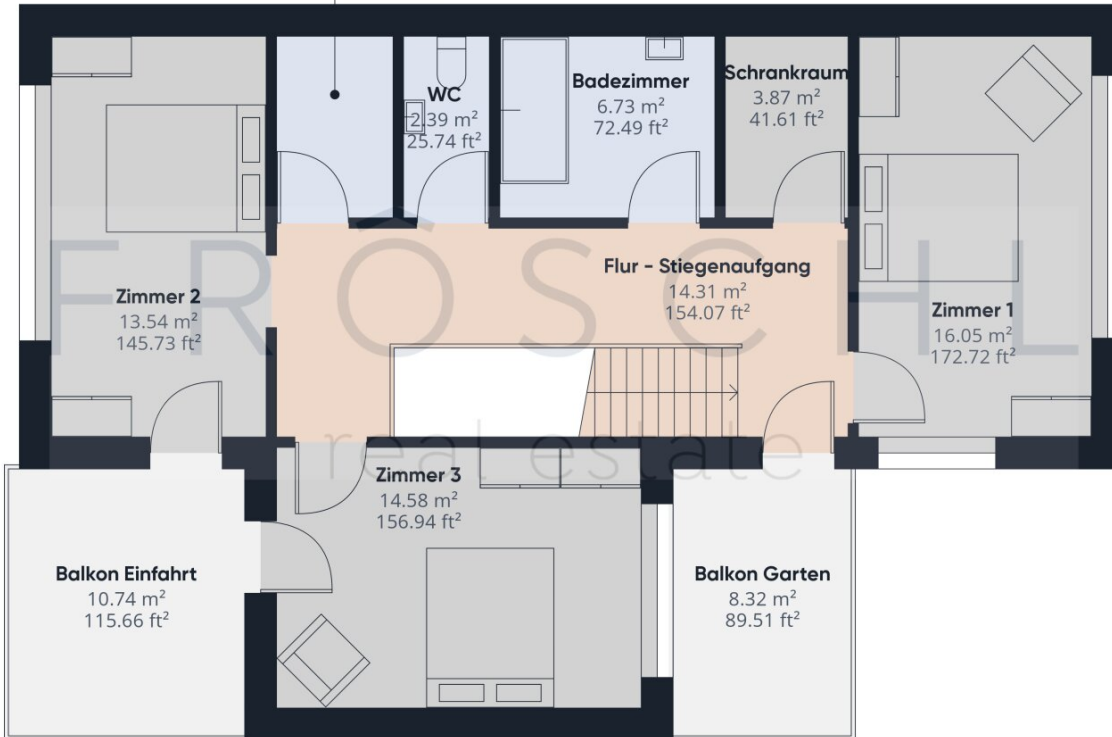 WC
2.39 m²
25.74 ft²
Badezimmer
6.73 m²
72.49 ft²
Schrankraum
3.87 m²
41.61 ft²
Flur - Stiegenaufgang
14.31 m²
154.07 ft²
Zimmer 2
13.54 m²
145.73 ft²
Zimmer 1
16.05 m²
172.72 ft²
FRÖSCHL
real estate
Zimmer 3
14.58 m²
156.94 ft²
Balkon Einfahrt
10.74 m²
115.66 ft²
Balkon Garten
8.32 m²
89.51 ft²